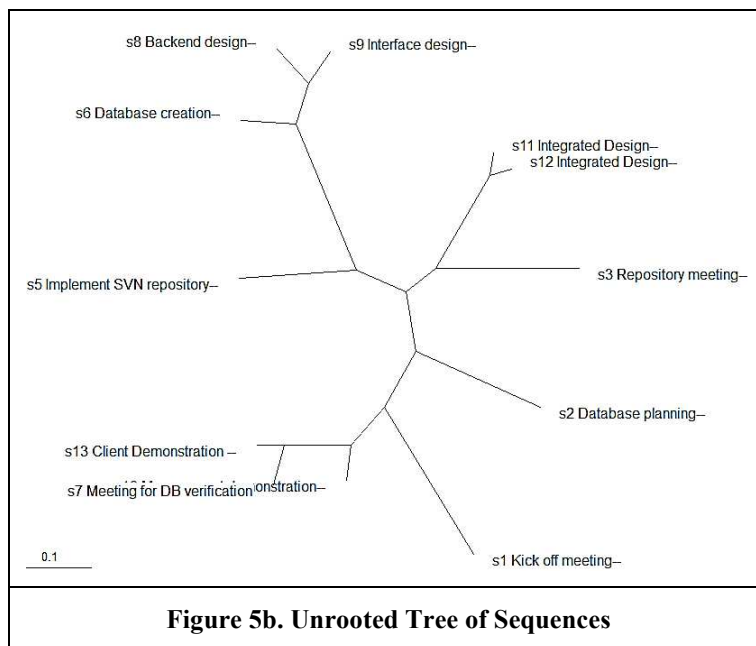 s8 Backend design
s9 Interface design
s6 Database creation
s11 Integrated Design
s12 Integrated Design
s5 Implement SVN repository
s3 Repository meeting
s2 Database planning
s13 Client Demonstration
s7 Meeting for DB verification
s1 Kick off meeting
0.1
Figure 5b. Unrooted Tree of Sequences